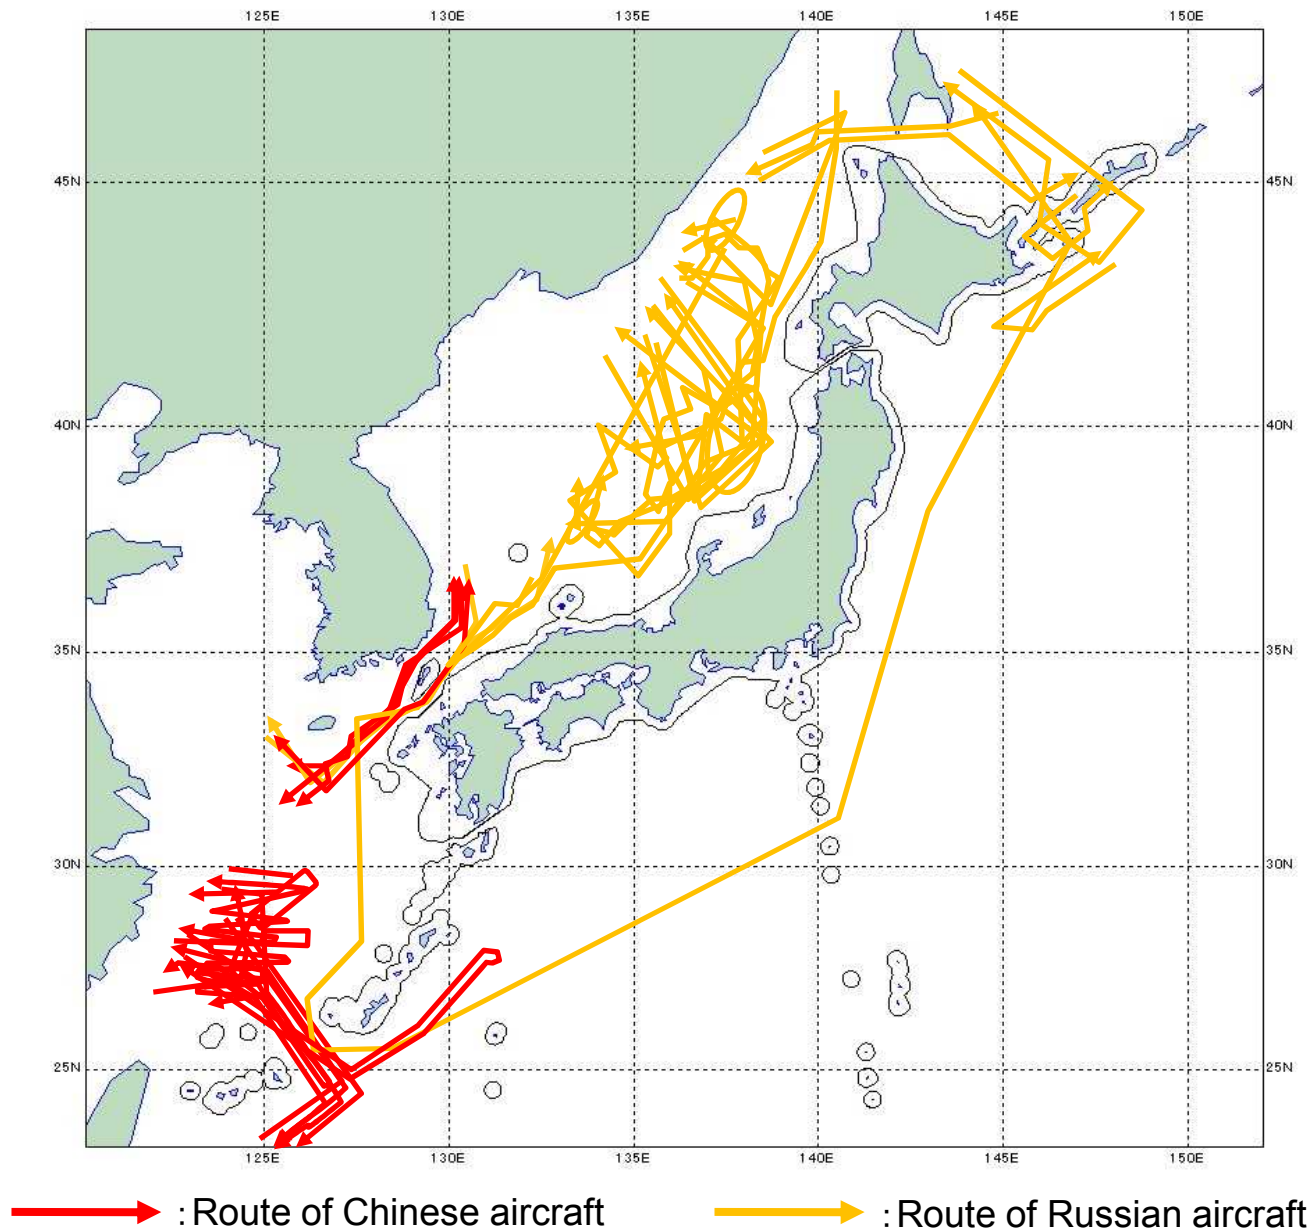 125E 130E 135E 140E 145E 150E
45N 45N
40N 40N
35N 35N
30N 30N
25N 25N
125E 130E 135E 140E 145E 150E
: Route of Chinese aircraft : Route of Russian aircraft